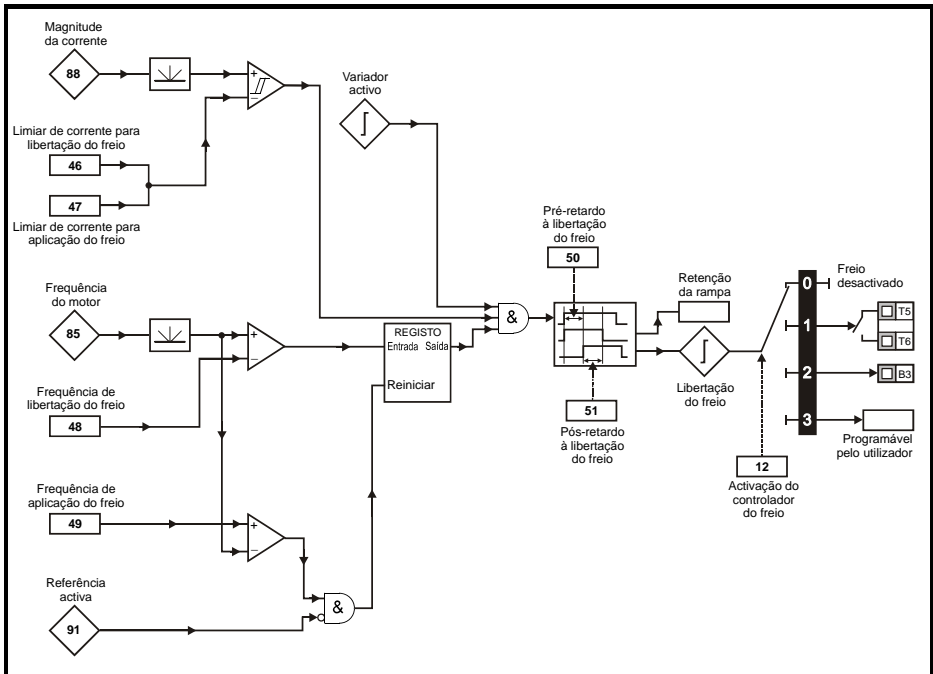 Magnitude
da corrente
88
Limiar de corrente para
libertação do freio
46
47
Limiar de corrente para
aplicação do freio
+
−
Variador
activo
Frequência
do motor
85
Frequência de
libertação do freio
48
+
−
REGISTO
Entrada Saída
Reiniciar
Frequência de
aplicação do freio
49
+
−
Referência
activa
91
&
&
Pré-retardo
à libertação
do freio
50
51
Pós-retardo
à libertação
do freio
Retenção
da rampa
Libertação
do freio
12
Activação do
controlador
do freio
0
Freio
desactivado
1
T5
T6
2
B3
3
Programável
pelo utilizador